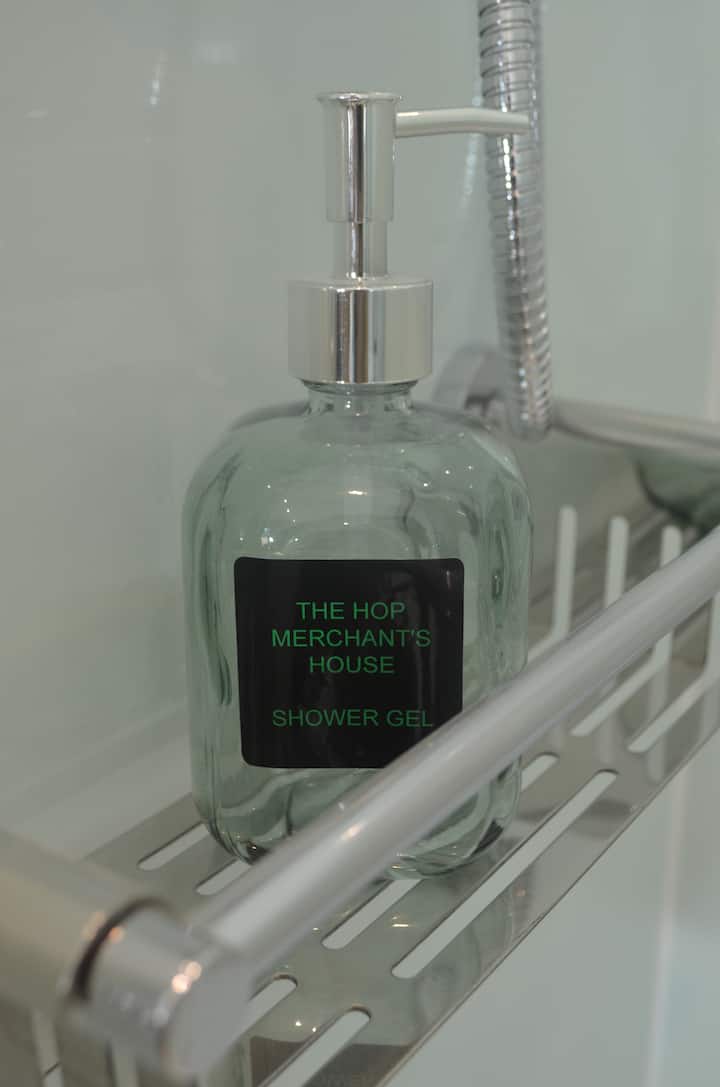 THE HOP
MERCHANT'S
HOUSE
SHOWER GEL